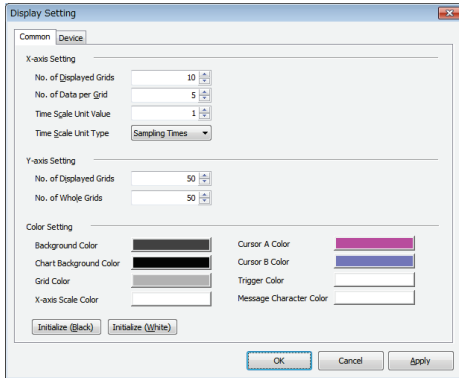 Display Setting
Common Device
X-axis Setting
No. of Displayed Grids 10
No. of Data per Grid 5
Time Scale Unit Value 1
Time Scale Unit Type Sampling Times
Y-axis Setting
No. of Displayed Grids 50
No. of Whole Grids 50
Color Setting
Background Color Cursor A Color
Chart Background Color Cursor B Color
Grid Color Trigger Color
X-axis Scale Color Message Character Color
Initialize (Black) Initialize (White)
OK Cancel Apply